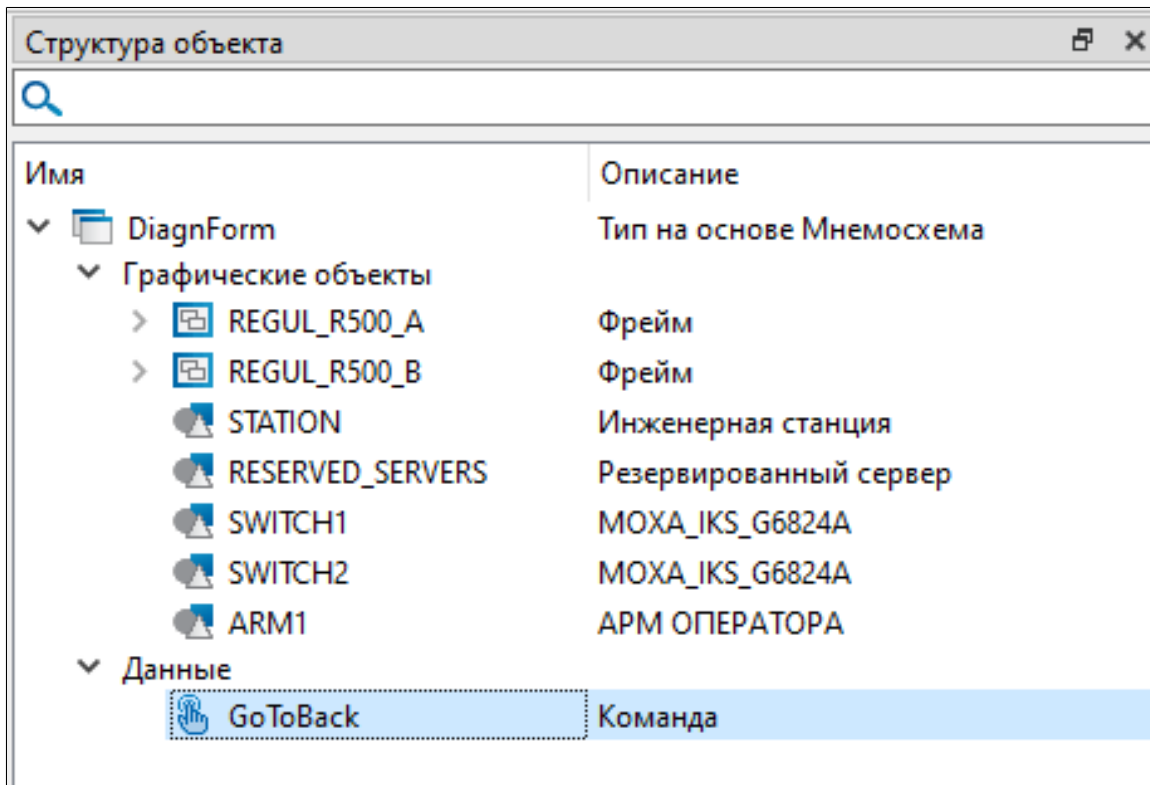 Структура объекта
Имя Описание
DiagnForm Тип на основе Мнемосхема
Графические объекты
REGUL_R500_A Фрейм
REGUL_R500_B Фрейм
STATION Инженерная станция
RESERVED_SERVERS Резервированный сервер
SWITCH1 MOXA_IKS_G6824A
SWITCH2 MOXA_IKS_G6824A
ARM1 АРМ ОПЕРАТОРА
Данные
GoToBack Команда